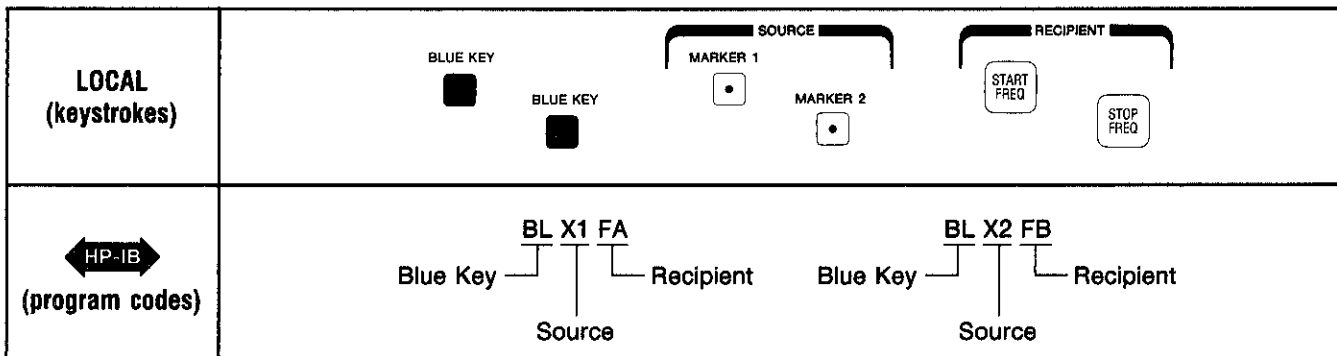 LOCAL
(keystrokes)
BLUE KEY
BLUE KEY
SOURCE
MARKER 1
MARKER 2
RECIPIENT
START
FREQ
STOP
FREQ
HP-IB
(program codes)
BL X1 FA
Blue Key
Recipient
Source
BL X2 FB
Blue Key
Recipient
Source